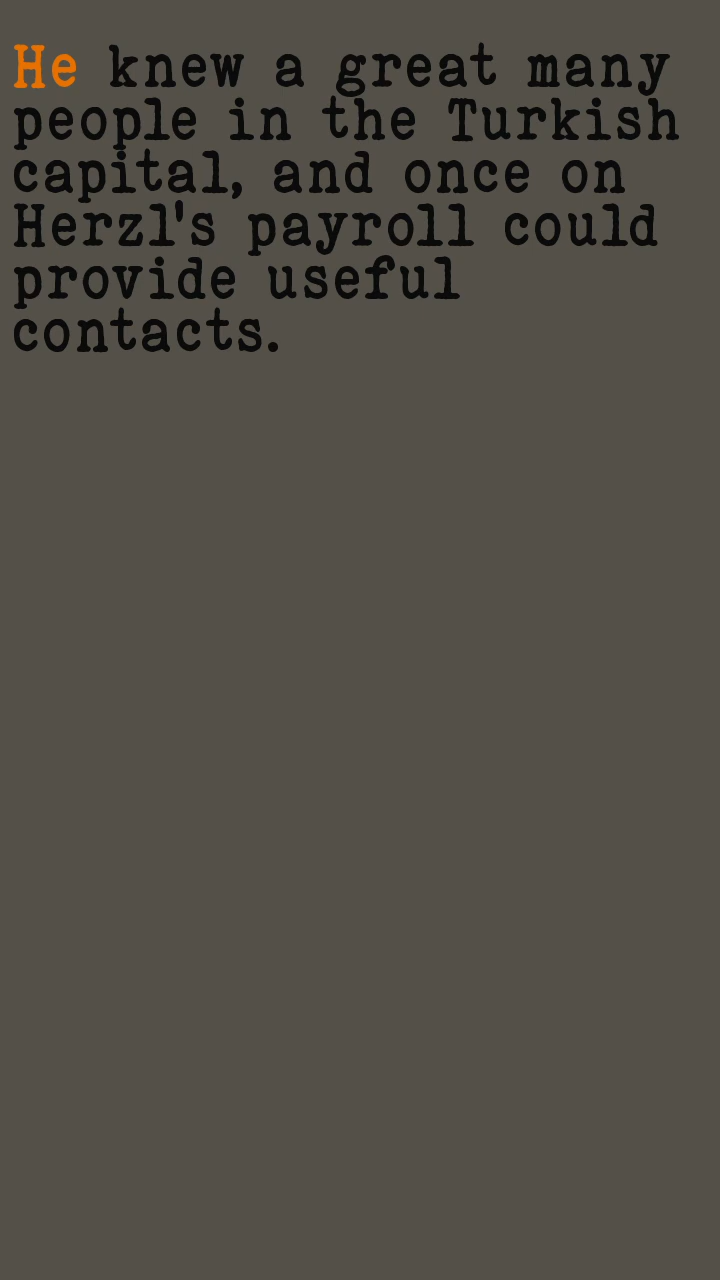 He knew a great many
people in the Turkish
capital, and once on
Herzl's payroll could
provide useful
contacts.